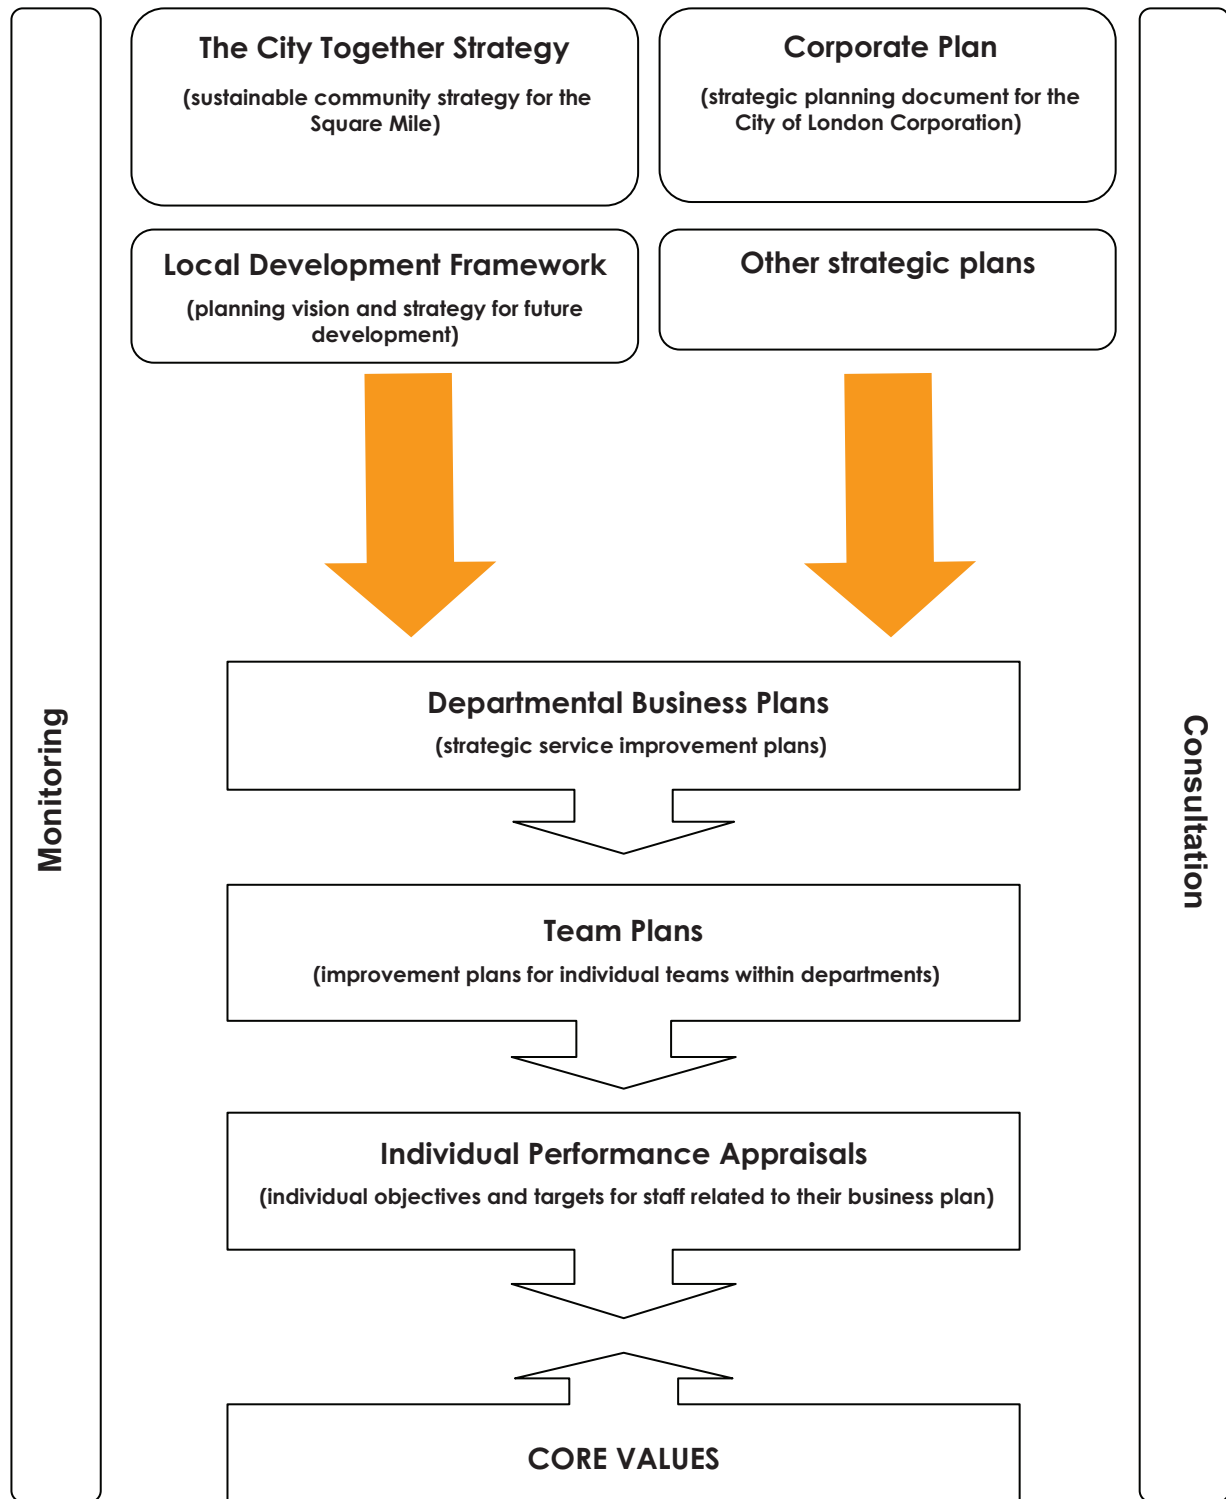 The City Together Strategy
(sustainable community strategy for the
Square Mile)
Corporate Plan
(strategic planning document for the
City of London Corporation)
Local Development Framework
(planning vision and strategy for future
development)
Other strategic plans
Monitoring
Consultation
Departmental Business Plans
(strategic service improvement plans)
Team Plans
(improvement plans for individual teams within departments)
Individual Performance Appraisals
(individual objectives and targets for staff related to their business plan)
CORE VALUES